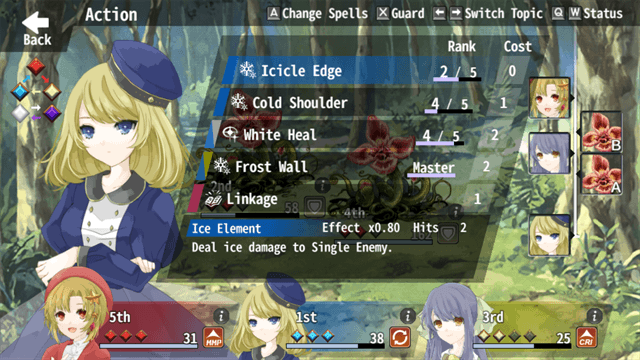 Action
A Change Spells X Guard ← → Switch Topic Q W Status
Back
Rank Cost
Icicle Edge 2 / 5 0
Cold Shoulder 4 / 5 1
White Heal 4 / 5 2
Frost Wall Master 2
Linkage 1
B
A
2nd
58
4th
Ice Element Effect x0.80 Hits 2
Deal ice damage to Single Enemy.
5th i 1st i 3rd i
31 MMP 38 25 CRI